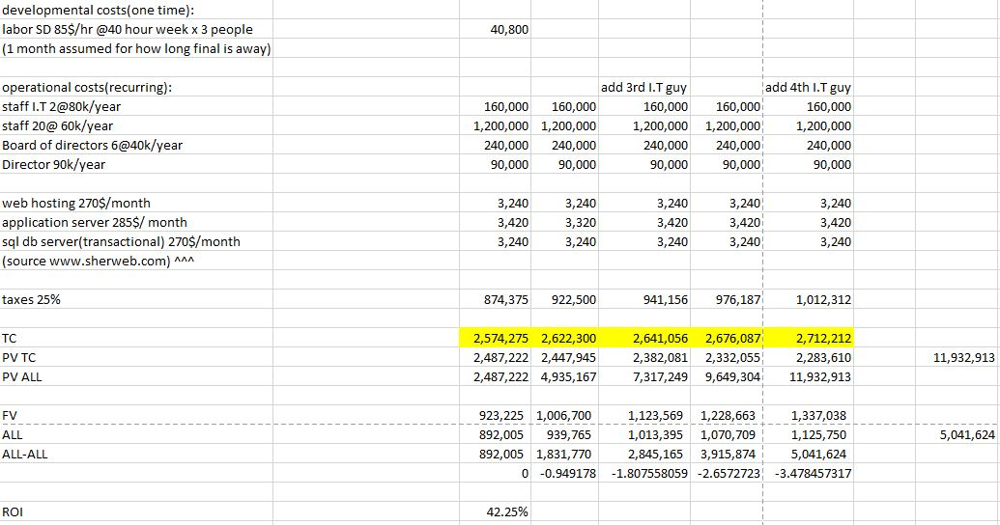 developmental costs(one time):
labor SD 85$/hr @40 hour week x 3 people 40,800
(1 month assumed for how long final is away)
operational costs(recurring): add 3rd I.T guy add 4th I.T guy
staff I.T 2@80k/year 160,000 160,000 160,000 160,000 160,000
staff 20@ 60k/year 1,200,000 1,200,000 1,200,000 1,200,000 1,200,000
Board of directors 6@40k/year 240,000 240,000 240,000 240,000 240,000
Director 90k/year 90,000 90,000 90,000 90,000 90,000
web hosting 270$/month 3,240 3,240 3,240 3,240 3,240
application server 285$/ month 3,420 3,320 3,420 3,420 3,420
sql db server(transactional) 270$/month 3,240 3,240 3,240 3,240 3,240
(source www.sherweb.com) ^^^
taxes 25% 874,375 922,500 941,156 976,187 1,012,312
TC 2,574,275 2,622,300 2,641,056 2,676,087 2,712,212
PV TC 2,487,222 2,447,945 2,382,081 2,332,055 2,283,610 11,932,913
PV ALL 2,487,222 4,935,167 7,317,249 9,649,304 11,932,913
FV 923,225 1,006,700 1,123,569 1,228,663 1,337,038
ALL 892,005 939,765 1,013,395 1,070,709 1,125,750 5,041,624
ALL-ALL 892,005 1,831,770 2,845,165 3,915,874 5,041,624
0 -0.949178 -1.807558059 -2.6572723 -3.478457317
ROI 42.25%